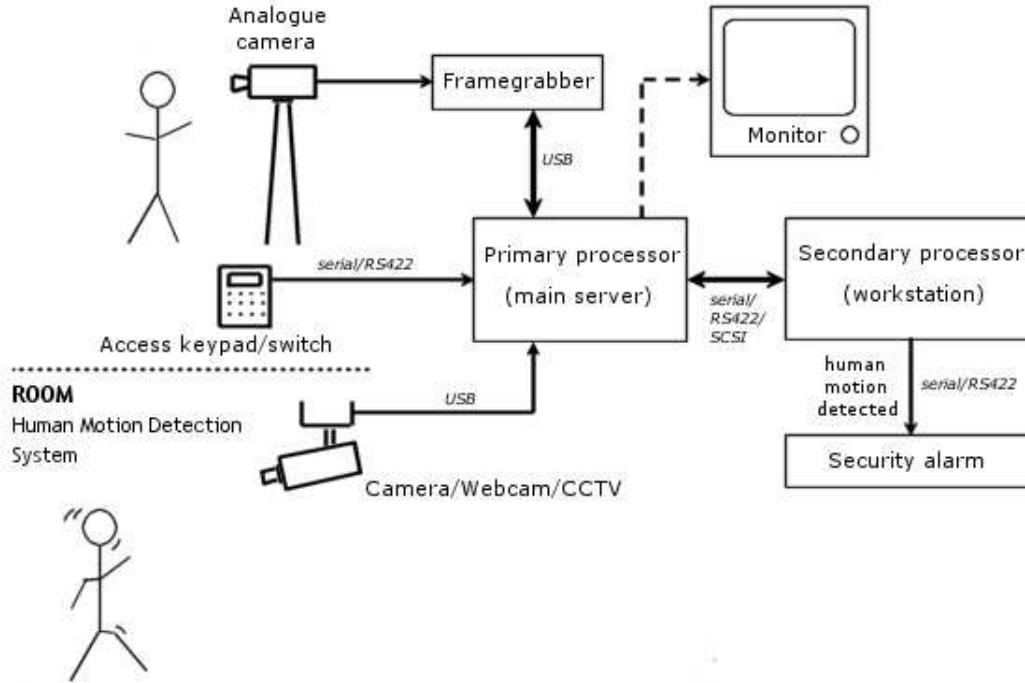 Analogue
camera
Framegrabber
Monitor
USB
Primary processor
(main server)
Secondary processor
(workstation)
serial/RS422
serial/
RS422/
SCSI
Access keypad/switch
human
motion
detected
serial/RS422
ROOM
Human Motion Detection
System
USB
Security alarm
Camera/Webcam/CCTV